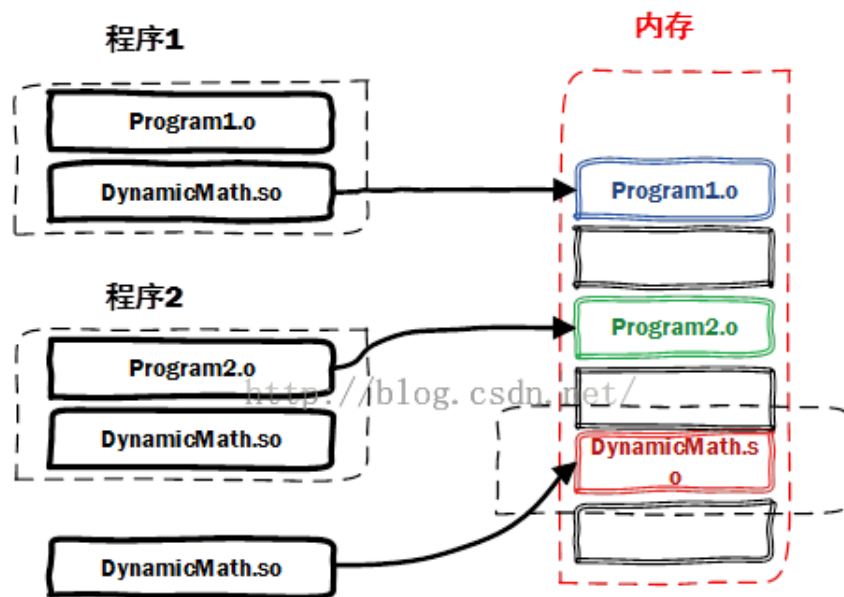 程序1
Program1.o
DynamicMath.so
程序2
Program2.o
DynamicMath.so
DynamicMath.so
内存
Program1.o
Program2.o
DynamicMath.s
o
http://blog.csdn.net/